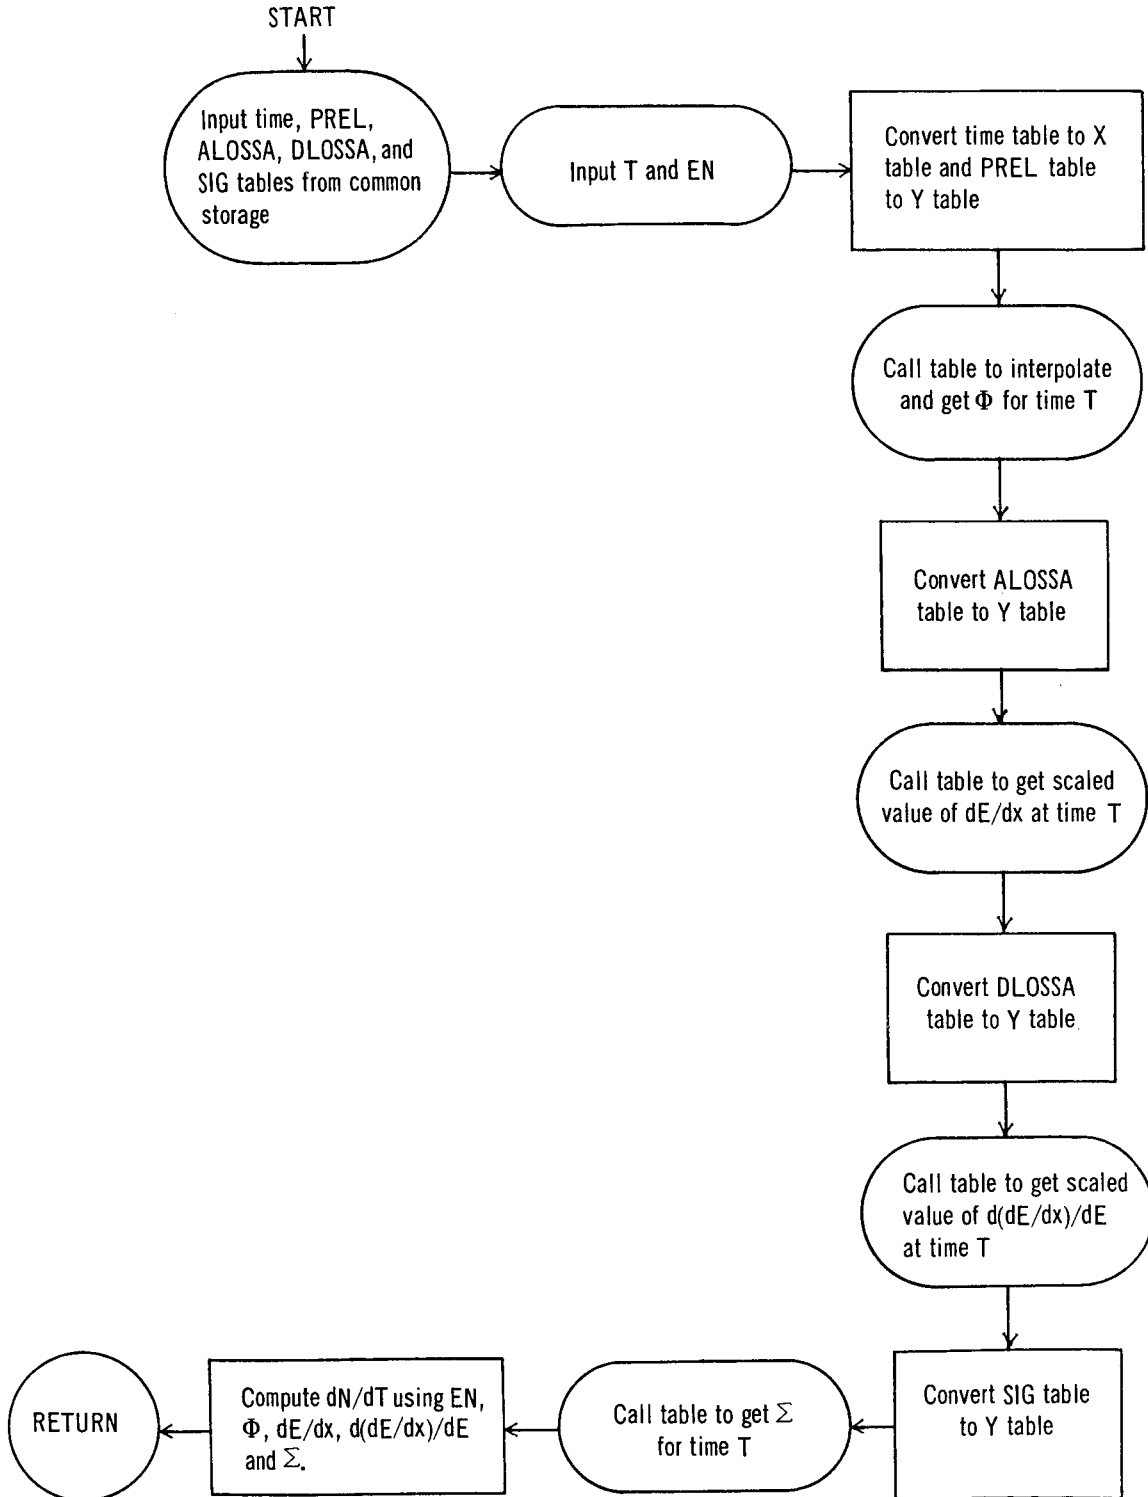 START
Input time, PREL,
ALOSSA, DLOSSA, and
SIG tables from common
storage
Input T and EN
Convert time table to X
table and PREL table
to Y table
Call table to interpolate
and get Φ for time T
Convert ALOSSA
table to Y table
Call table to get scaled
value of dE/dx at time T
Convert DLOSSA
table to Y table
Call table to get scaled
value of d(dE/dx)/dE
at time T
Convert SIG table
to Y table
Call table to get Σ
for time T
Compute dN/dT using EN,
Φ, dE/dx, d(dE/dx)/dE
and Σ.
RETURN